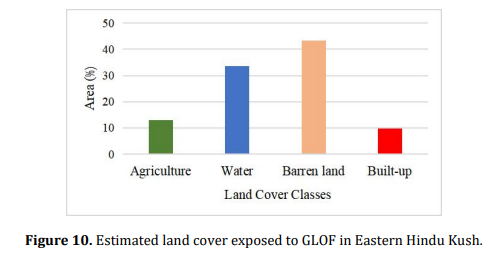 50
40
30
20
10
0
Area (%)
Agriculture Water Barren land Built-up
Land Cover Classes
Figure 10. Estimated land cover exposed to GLOF in Eastern Hindu Kush.